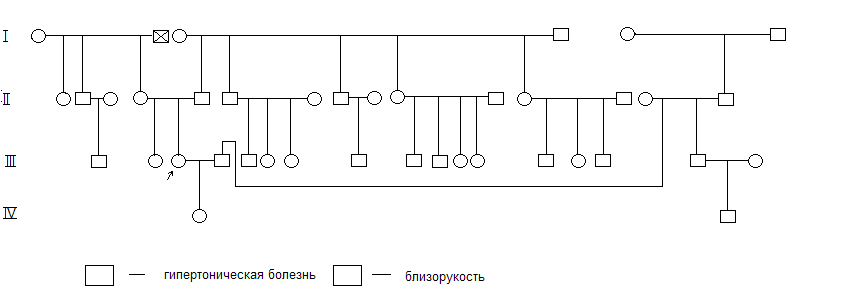 I
II
III
IV
гипертоническая болезнь
близорукость